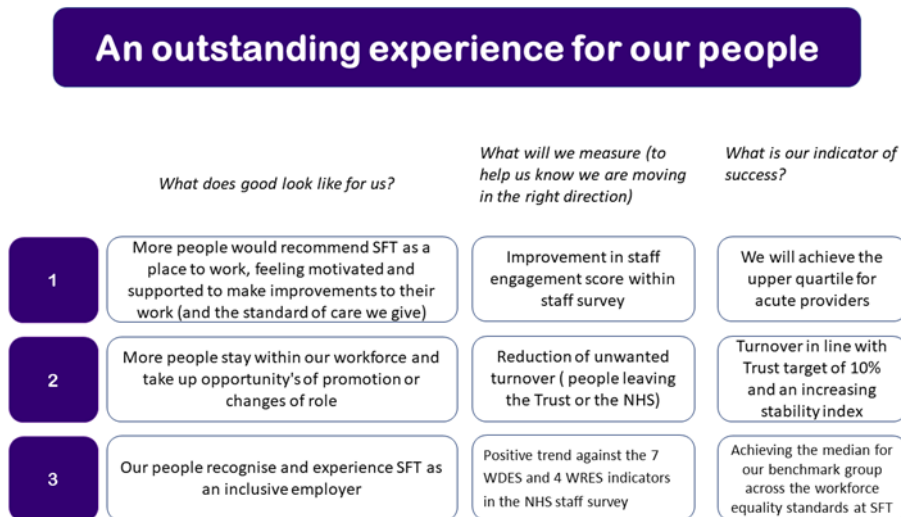 An outstanding experience for our people
What does good look like for us?
What will we measure (to
help us know we are moving
in the right direction)
What is our indicator of
success?
1
More people would recommend SFT as a
place to work, feeling motivated and
supported to make improvements to their
work (and the standard of care we give)
Improvement in staff
engagement score within
staff survey
We will achieve the
upper quartile for
acute providers
2
More people stay within our workforce and
take up opportunity's of promotion or
changes of role
Reduction of unwanted
turnover ( people leaving
the Trust or the NHS)
Turnover in line with
Trust target of 10%
and an increasing
stability index
3
Our people recognise and experience SFT as
an inclusive employer
Positive trend against the 7
WDES and 4 WRES indicators
in the NHS staff survey
Achieving the median for
our benchmark group
across the workforce
equality standards at SFT